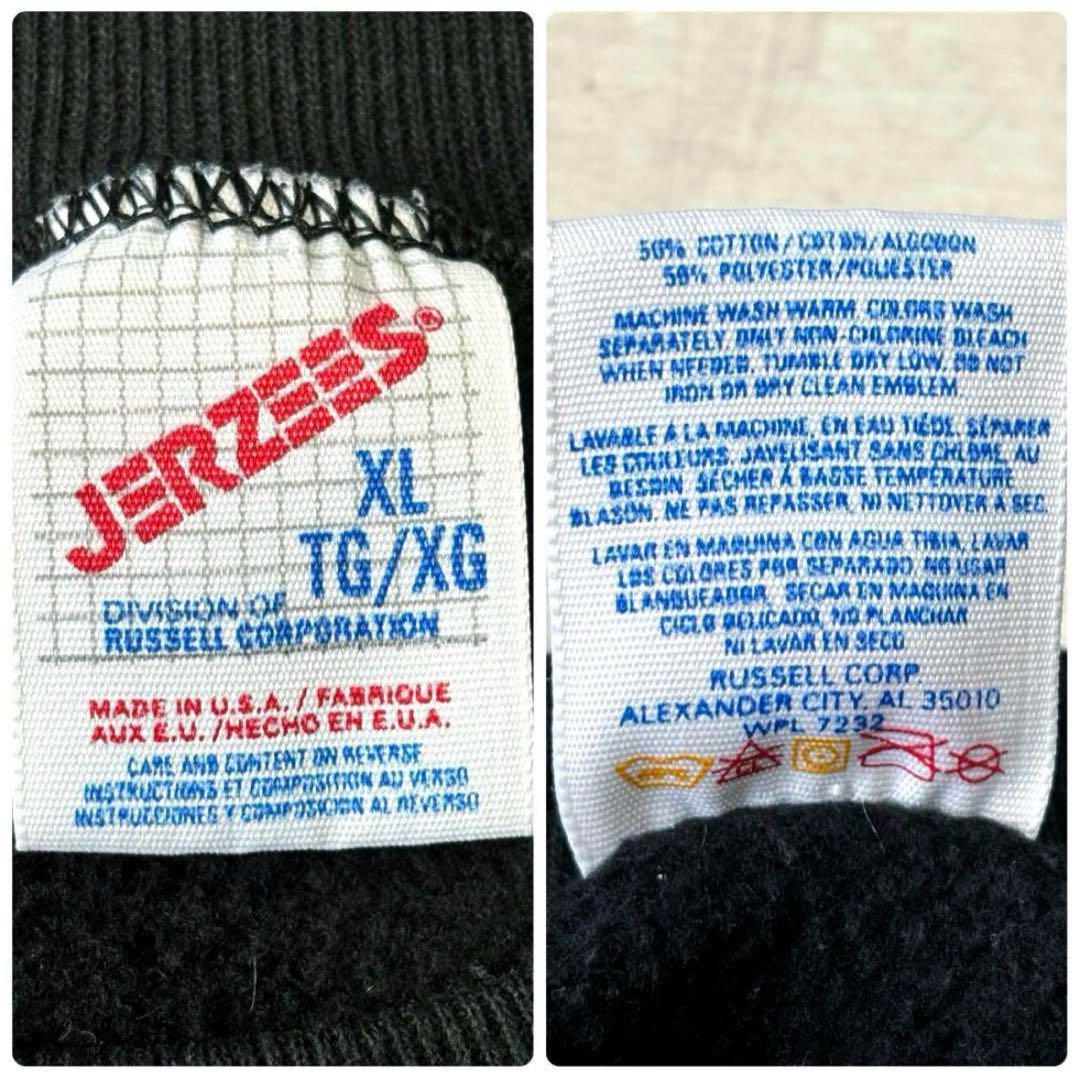 JERZEES®
XL
TG/XG
DIVISION OF
RUSSELL CORPORATION
MADE IN U.S.A. / FABRIQUE
AUX E.U. /HECHO EN E.U.A.
CARE AND CONTENT ON REVERSE
INSTRUCTIONS ET COMPOSITION AU VERSO
INSTRUCCIONES Y COMPOSICION AL REVERSO
50% COTTON/COTON/ALGODON
50% POLYESTER/POLIESTER
MACHINE WASH WARM, COLORS WASH
SEPARATELY. ONLY NON-CHLORINE BLEACH
WHEN NEEDED. TUMBLE DRY LOW. DO NOT
IRON OR DRY CLEAN EMBLEM
LAVABLE A LA MACHINE, EN EAU TIÉDE. SÉPARER
LES COULEURS. JAVELISANT SANS CHLORE, AU
BESOIN. SECHER À BASSE TEMPÉRATURE
BLASON. NE PAS REPASSER, NI NETTOYER A SEC.
LAVAR EN MAQUINA CON AGUA TIBIA, LAVAR
LOS COLORES POR SEPARADO. NO USAR
BLANQUEADOR. SECAR EN MAQUINA EN
CICLO DELICADO, NO PLANCHAR
NI LAVAR EN SECO
RUSSELL CORP.
ALEXANDER CITY, AL 35010
WPL 7232